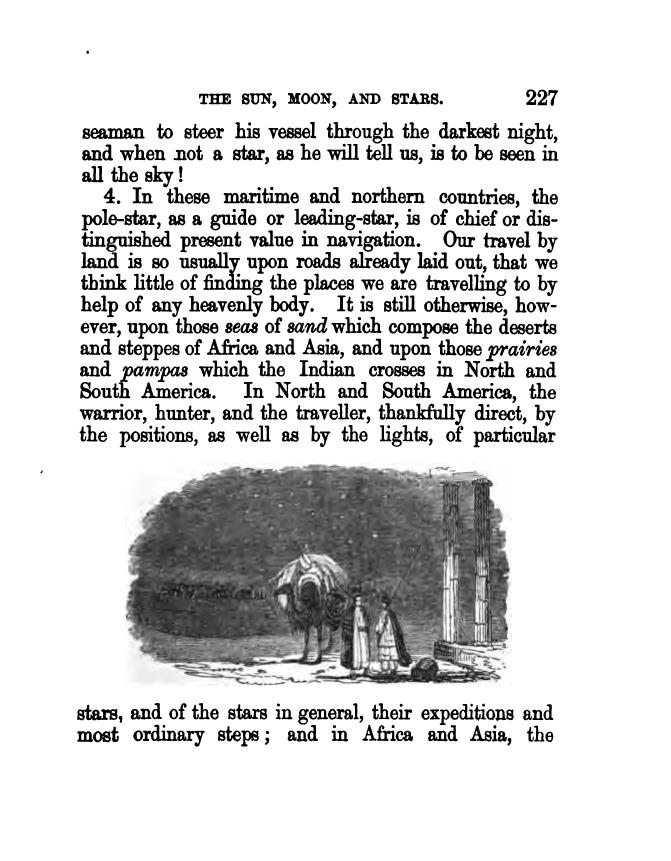 THE SUN, MOON, AND STARS. 227
seaman to steer his vessel through the darkest night,
and when not a star, as he will tell us, is to be seen in
all the sky!
4. In these maritime and northern countries, the
pole-star, as a guide or leading-star, is of chief or dis-
tinguished present value in navigation. Our travel by
land is so usually upon roads already laid out, that we
think little of finding the places we are travelling to by
help of any heavenly body. It is still otherwise, how-
ever, upon those seas of sand which compose the deserts
and steppes of Africa and Asia, and upon those prairies
and pampas which the Indian crosses in North and
South America. In North and South America, the
warrior, hunter, and the traveller, thankfully direct, by
the positions, as well as by the lights, of particular
stars, and of the stars in general, their expeditions and
most ordinary steps; and in Africa and Asia, the